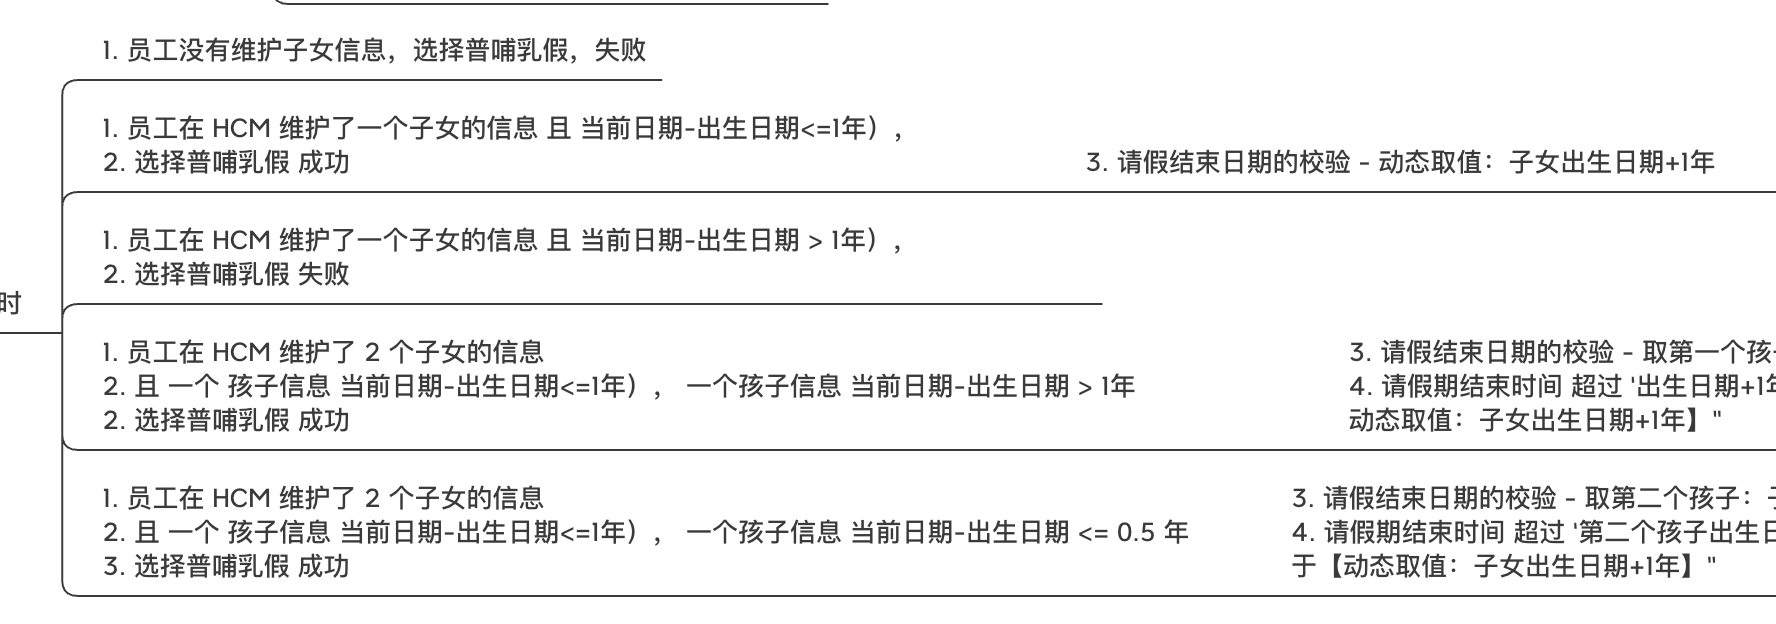 1. 员工没有维护子女信息，选择普哺乳假，失败
1. 员工在 HCM 维护了一个子女的信息 且 当前日期-出生日期<=1年），
2. 选择普哺乳假 成功
3. 请假结束日期的校验 - 动态取值：子女出生日期+1年
1. 员工在 HCM 维护了一个子女的信息 且 当前日期-出生日期 > 1年），
2. 选择普哺乳假 失败
时
1. 员工在 HCM 维护了 2 个子女的信息
2. 且 一个 孩子信息 当前日期-出生日期<=1年）， 一个孩子信息 当前日期-出生日期 > 1年
2. 选择普哺乳假 成功
3. 请假结束日期的校验 - 取第一个孩
4. 请假期结束时间 超过 '出生日期+1年
动态取值：子女出生日期+1年】"
1. 员工在 HCM 维护了 2 个子女的信息
2. 且 一个 孩子信息 当前日期-出生日期<=1年）， 一个孩子信息 当前日期-出生日期 <= 0.5 年
3. 选择普哺乳假 成功
3. 请假结束日期的校验 - 取第二个孩子：
4. 请假期结束时间 超过 '第二个孩子出生日
于【动态取值：子女出生日期+1年】"